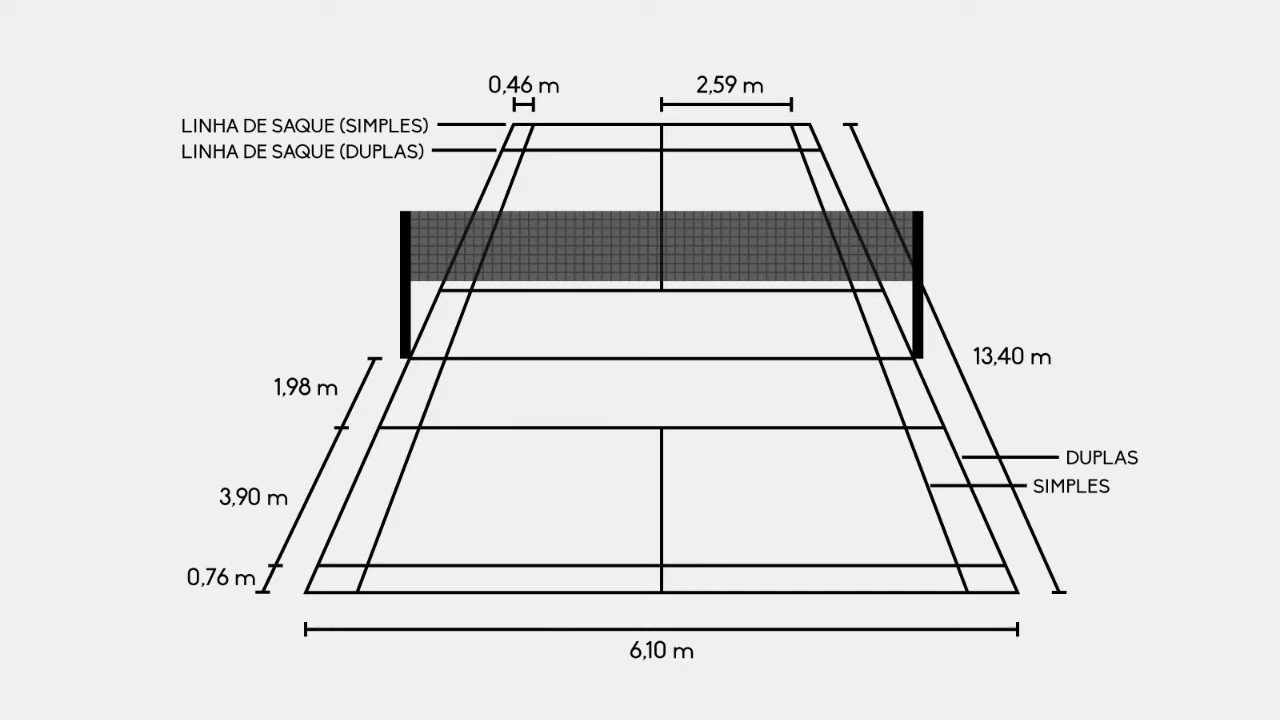 0,46 m
2,59 m
LINHA DE SAQUE (SIMPLES)
LINHA DE SAQUE (DUPLAS)
13,40 m
1,98 m
DUPLAS
SIMPLES
3,90 m
0,76 m
6,10 m